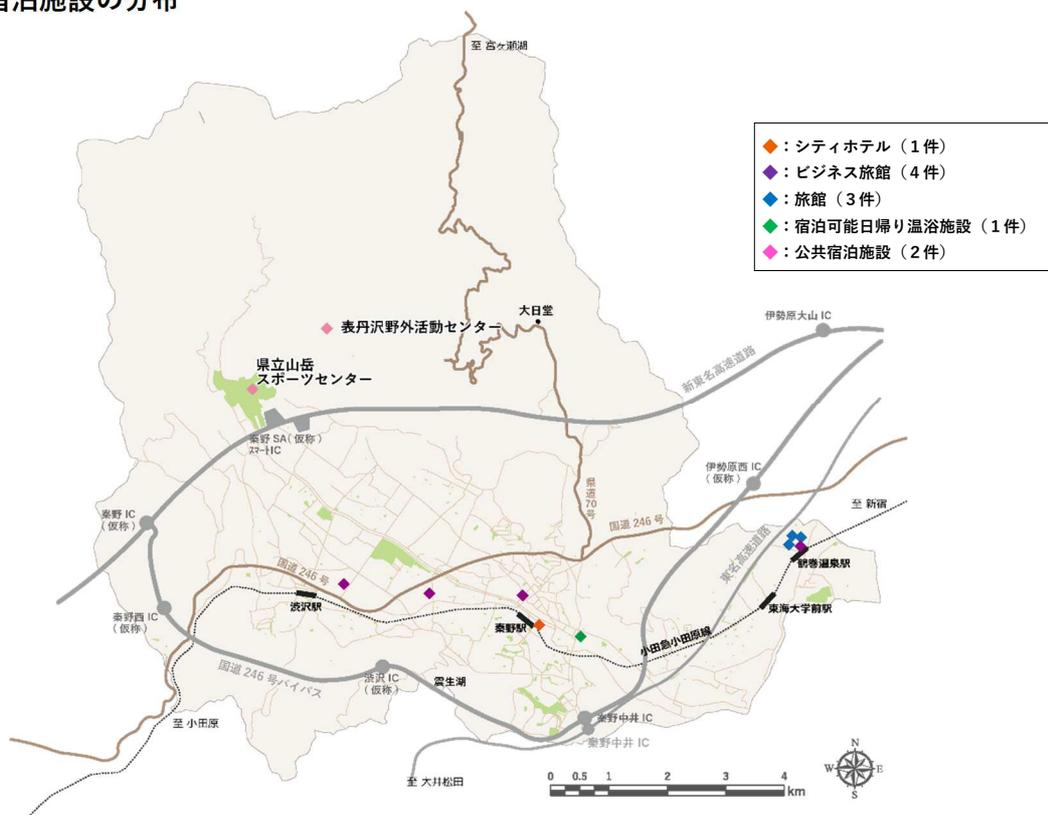 宿泊施設の分布
至 宮ヶ瀬湖
◆：シティホテル（１件）
◆：ビジネス旅館（４件）
◆：旅館（３件）
◆：宿泊可能日帰り温浴施設（１件）
◆：公共宿泊施設（２件）
大日堂
伊勢原大山 IC
表丹沢野外活動センター
新東名高速道路
県立山岳
スポーツセンター
秦野 SA（仮称）
スマートIC
伊勢原西 IC
（仮称）
県道70号
至 新宿
秦野 IC
（仮称）
国道 246 号
東名高速道路
鶴巻温泉駅
国道 246 号
渋沢駅
東海大学前駅
秦野西 IC
（仮称）
秦野駅
小田急小田原線
国道 246 号バイパス
渋沢 IC
（仮称）
震生湖
至 小田原
秦野中井 IC
秦野中井 IC
至 大井松田
0 0.5 1 2 3 4
km
N
W E
S